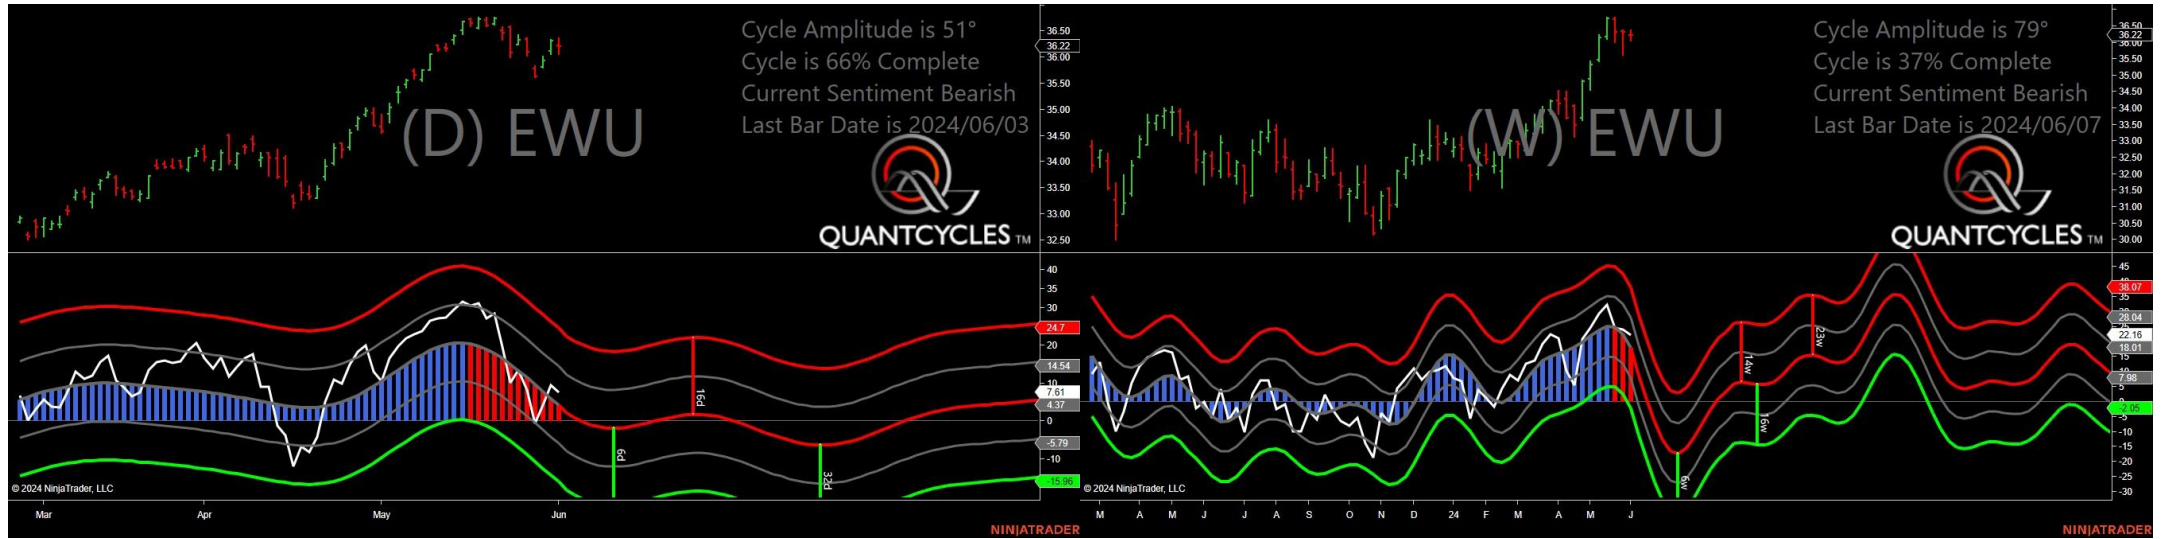 Cycle Amplitude is 51°
Cycle is 66% Complete
Current Sentiment Bearish
Last Bar Date is 2024/06/03
(D) EWU
QUANTCYCLES TM
36.50
36.22
36.00
35.50
35.00
34.50
34.00
33.50
33.00
32.50
40
35
30
24.7
20
14.54
10
7.61
4.37
0
-5.79
-10
-15.96
16d
6d
32d
© 2024 NinjaTrader, LLC
Mar Apr May Jun
NINJATRADER
Cycle Amplitude is 79°
Cycle is 37% Complete
Current Sentiment Bearish
Last Bar Date is 2024/06/07
(W) EWU
QUANTCYCLES TM
36.50
36.22
36.00
35.50
35.00
34.50
34.00
33.50
33.00
32.50
32.00
31.50
31.00
30.50
30.00
45
38.07
35
28.04
22.16
18.01
15
7.98
5
-2.05
-5
-10
-15
-20
-25
-30
14w
23w
16w
6w
© 2024 NinjaTrader, LLC
M A M J J A S O N D 24 F M A M J
NINJATRADER